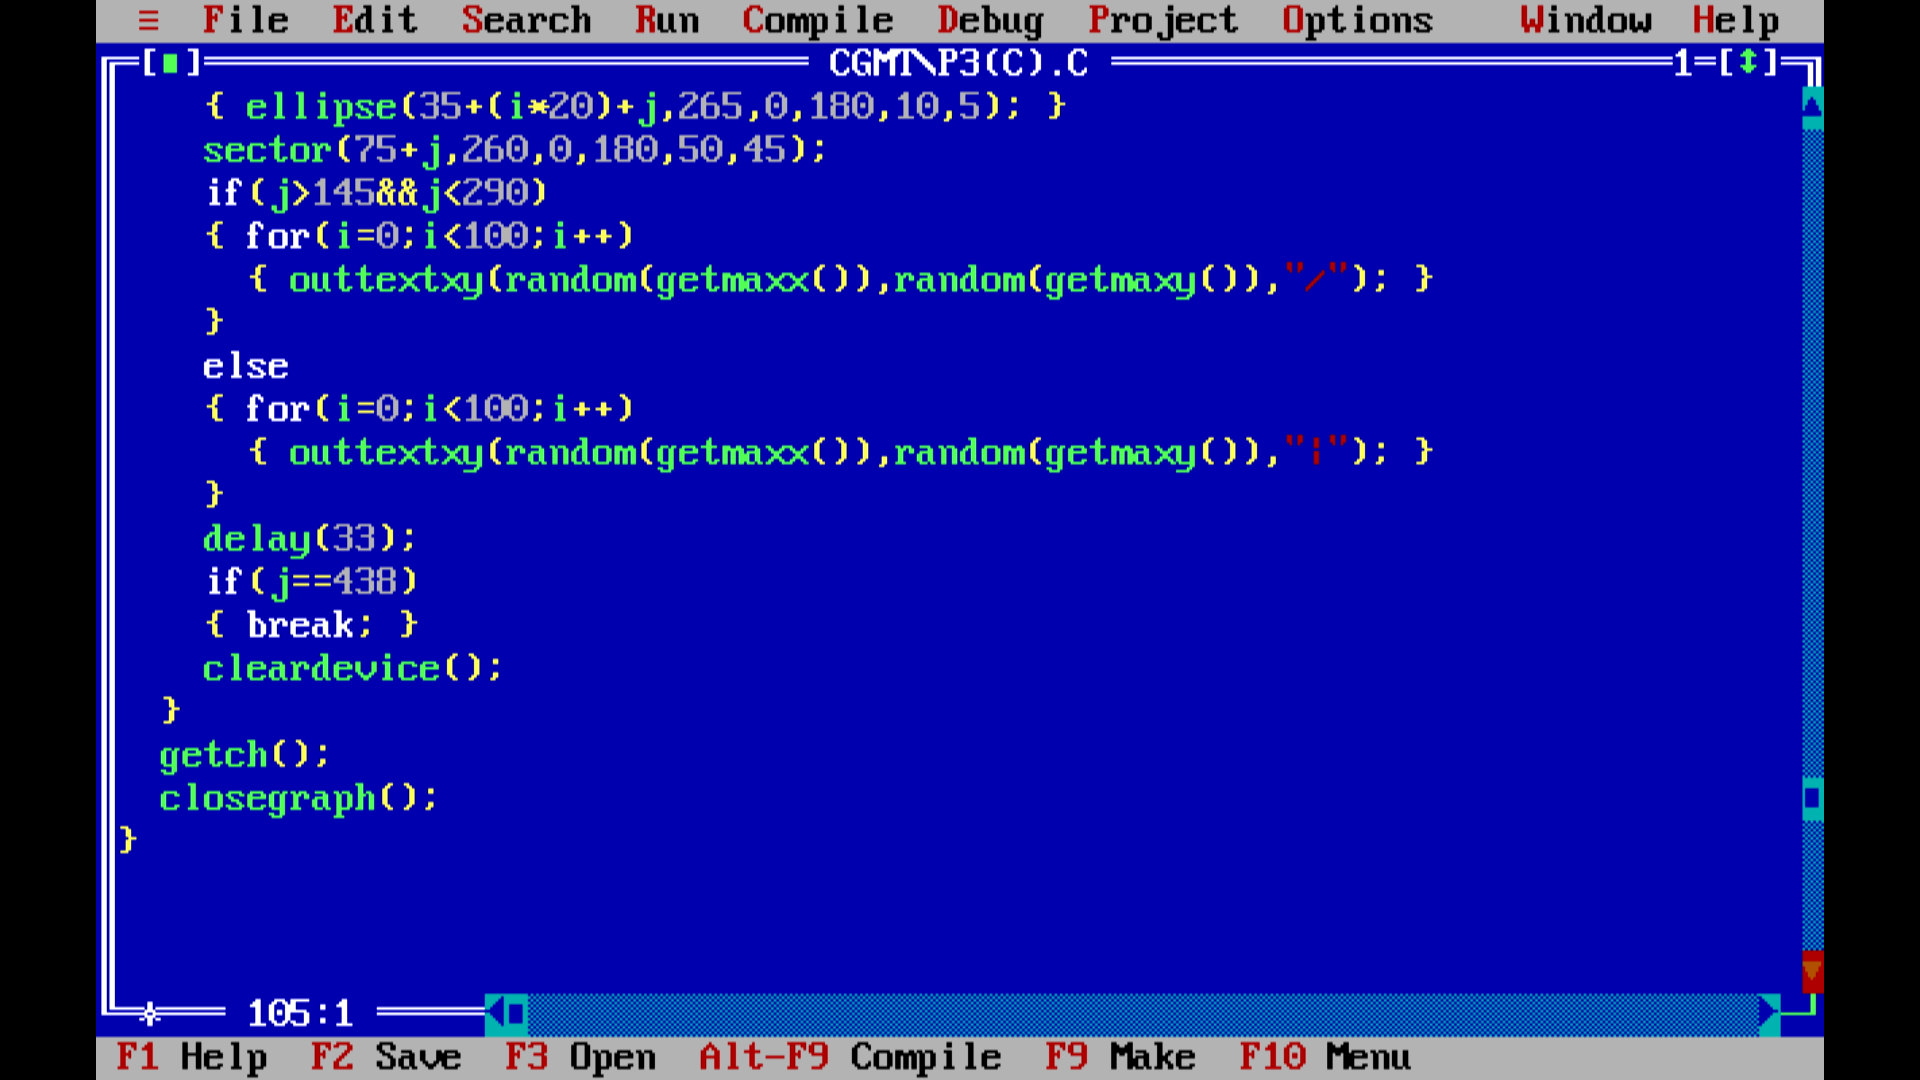 ≡ File Edit Search Run Compile Debug Project Options Window Help
[■] CGMT\P3(C).C 1=[↕]
{ ellipse(35+(i*20)+j,265,0,180,10,5); }
sector(75+j,260,0,180,50,45);
if(j>145&&j<290)
{ for(i=0;i<100;i++)
{ outtextxy(random(getmaxx()),random(getmaxy()),"/"); }
}
else
{ for(i=0;i<100;i++)
{ outtextxy(random(getmaxx()),random(getmaxy()),"¦"); }
}
delay(33);
if(j==438)
{ break; }
cleardevice();
}
getch();
closegraph();
}
105:1
F1 Help F2 Save F3 Open Alt-F9 Compile F9 Make F10 Menu